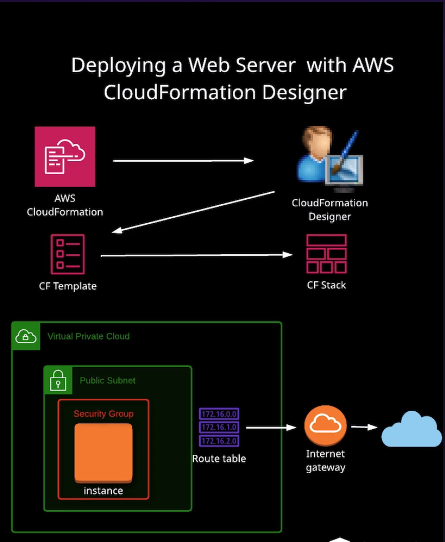 Deploying a Web Server with AWS
CloudFormation Designer
AWS
CloudFormation
CloudFormation
Designer
CF Template
CF Stack
Virtual Private Cloud
Public Subnet
Security Group
instance
172.16.0.0
172.16.1.0
172.16.2.0
Route table
Internet
gateway